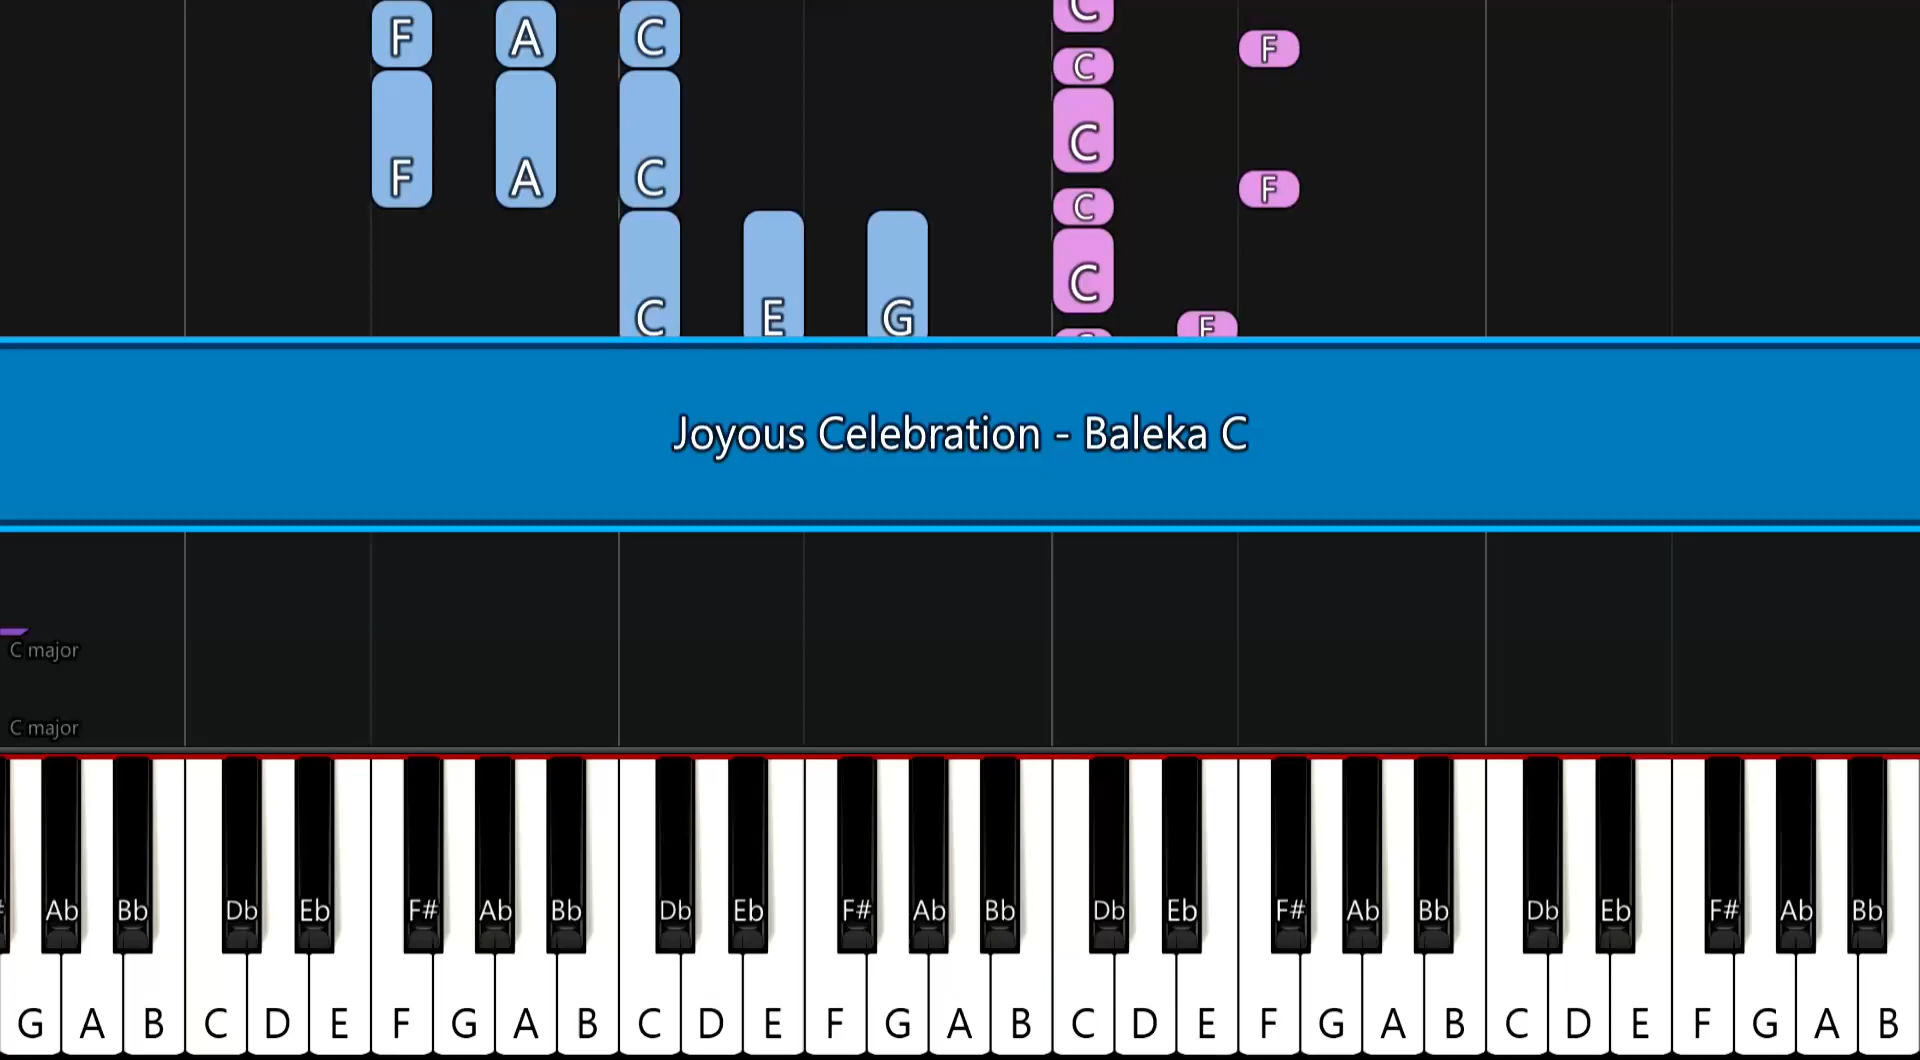 C
F A C C F
C
F A C C F
C
C E G E
Joyous Celebration - Baleka C
C major
C major
Ab Bb Db Eb F# Ab Bb Db Eb F# Ab Bb Db Eb F# Ab Bb Db Eb F# Ab Bb
G A B C D E F G A B C D E F G A B C D E F G A B C D E F G A B